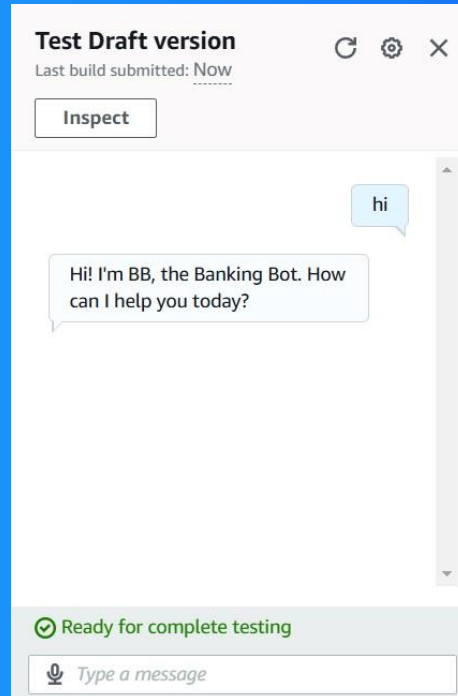 Test Draft version
Last build submitted: Now
Inspect
hi
Hi! I'm BB, the Banking Bot. How
can I help you today?
Ready for complete testing
Type a message